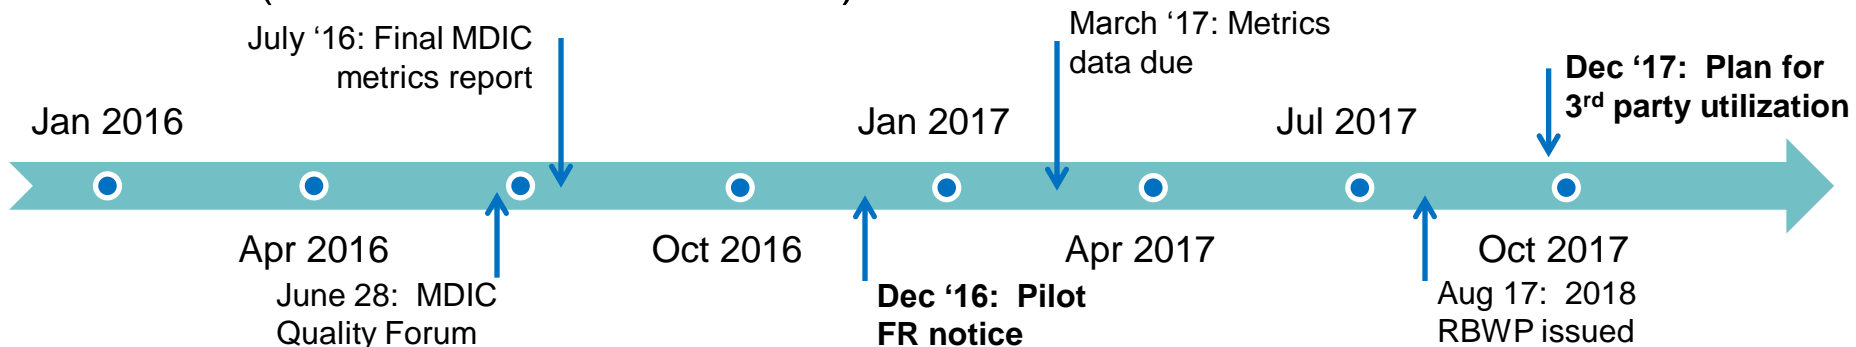 July ‘16: Final MDIC
metrics report
March ‘17: Metrics
data due
Dec ‘17: Plan for
3rd party utilization
Jan 2016
Jan 2017
Jul 2017
Apr 2016
Oct 2016
Apr 2017
Oct 2017
June 28: MDIC
Quality Forum
Dec ‘16: Pilot
FR notice
Aug 17: 2018
RBWP issued